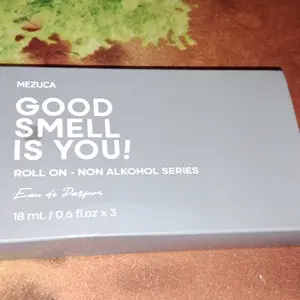 MEZUCA
GOOD
SMELL
IS YOU!
ROLL ON - NON ALKOHOL SERIES
Eau de Parfum
18 mL / 0,6 fl.oz x 3